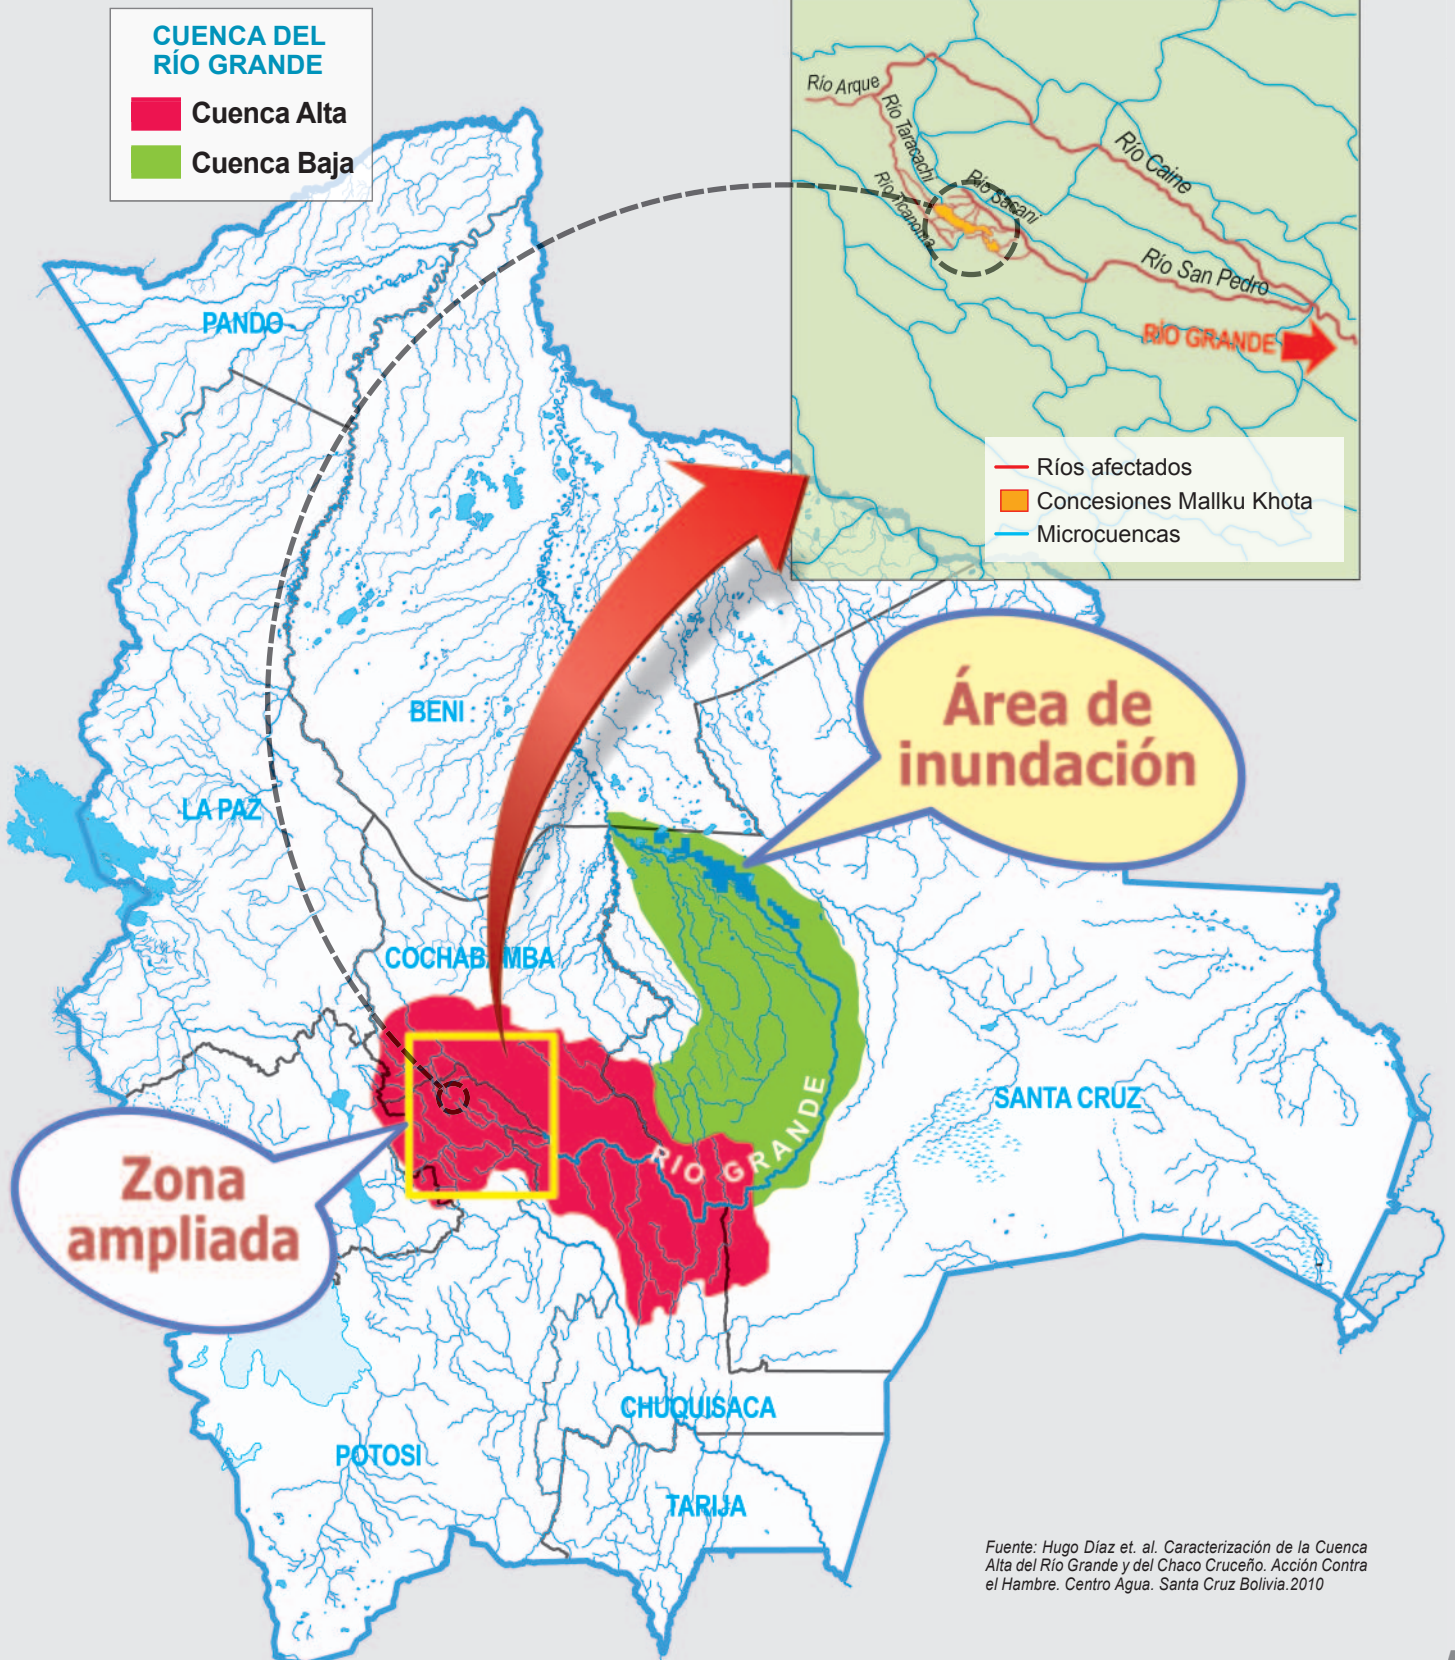 CUENCA DEL
RÍO GRANDE
Cuenca Alta
Cuenca Baja
Río Arque
Río Taracachi
Río Ticanoma
Río Sacani
Río Caine
Río San Pedro
RÍO GRANDE
Ríos afectados
Concesiones Mallku Khota
Microcuencas
PANDO
BENI
LA PAZ
Área de
inundación
COCHABAMBA
SANTA CRUZ
RIO GRANDE
Zona
ampliada
CHUQUISACA
POTOSI
TARIJA
Fuente: Hugo Díaz et. al. Caracterización de la Cuenca
Alta del Río Grande y del Chaco Cruceño. Acción Contra
el Hambre. Centro Agua. Santa Cruz Bolivia.2010